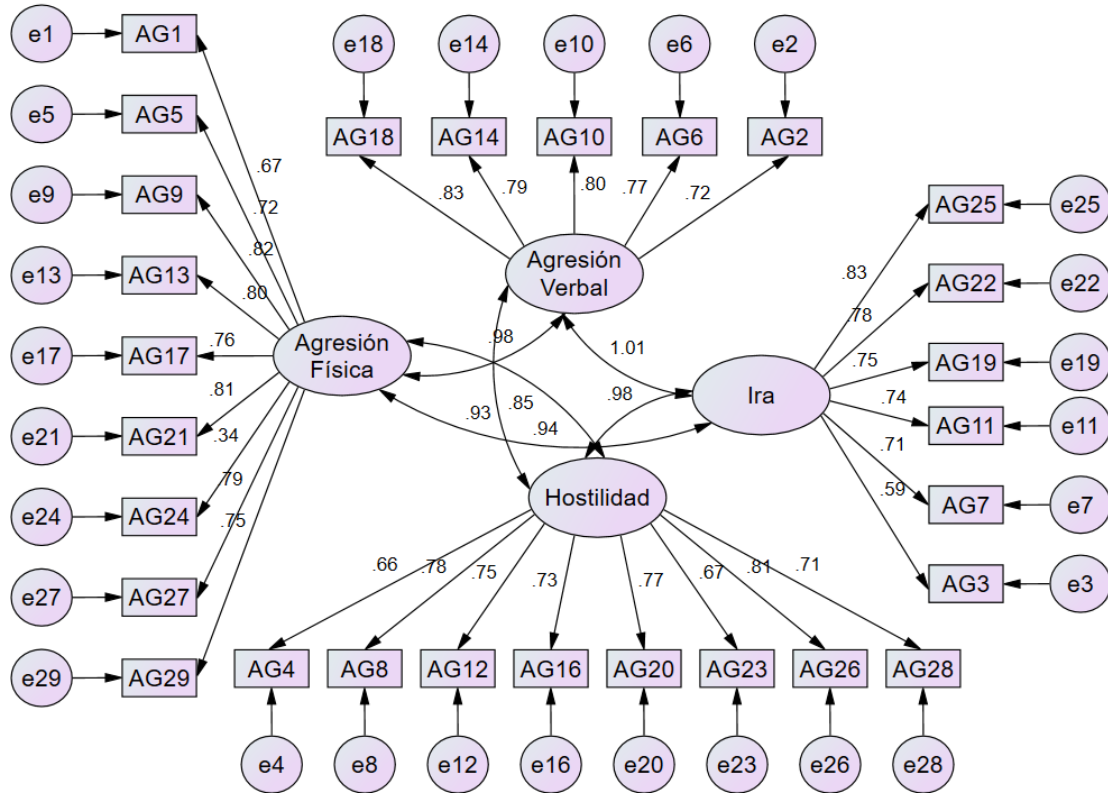 e1
AG1
e5
AG5
e9
AG9
e13
AG13
e17
AG17
e21
AG21
e24
AG24
e27
AG27
e29
AG29
.67
.72
.82
.80
.76
.81
.34
.79
.75
Agresión
Física
e18
e14
e10
e6
e2
AG18
AG14
AG10
AG6
AG2
.83
.79
.80
.77
.72
Agresión
Verbal
.98
1.01
.93
.85
.94
.98
Ira
.83
.78
.75
.74
.71
.59
AG25
e25
AG22
e22
AG19
e19
AG11
e11
AG7
e7
AG3
e3
Hostilidad
.66
.78
.75
.73
.77
.67
.81
.71
AG4
AG8
AG12
AG16
AG20
AG23
AG26
AG28
e4
e8
e12
e16
e20
e23
e26
e28